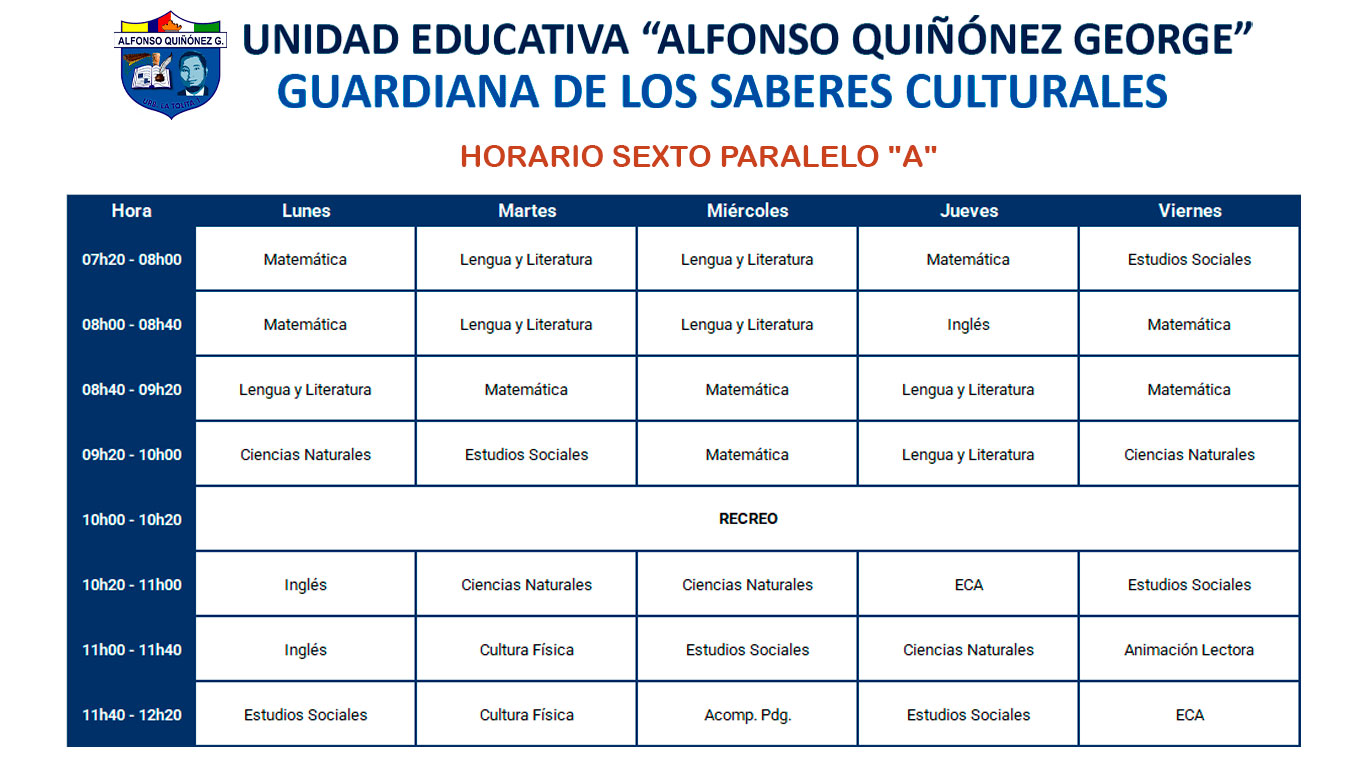 ALFONSO QUIÑÓNEZ G.
UNIDAD EDUCATIVA “ALFONSO QUIÑÓNEZ GEORGE”
GUARDIANA DE LOS SABERES CULTURALES
URB. LA TOLITA 1
HORARIO SEXTO PARALELO "A"
Hora Lunes Martes Miércoles Jueves Viernes
07h20 - 08h00 Matemática Lengua y Literatura Lengua y Literatura Matemática Estudios Sociales
08h00 - 08h40 Matemática Lengua y Literatura Lengua y Literatura Inglés Matemática
08h40 - 09h20 Lengua y Literatura Matemática Matemática Lengua y Literatura Matemática
09h20 - 10h00 Ciencias Naturales Estudios Sociales Matemática Lengua y Literatura Ciencias Naturales
10h00 - 10h20 RECREO
10h20 - 11h00 Inglés Ciencias Naturales Ciencias Naturales ECA Estudios Sociales
11h00 - 11h40 Inglés Cultura Física Estudios Sociales Ciencias Naturales Animación Lectora
11h40 - 12h20 Estudios Sociales Cultura Física Acomp. Pdg. Estudios Sociales ECA